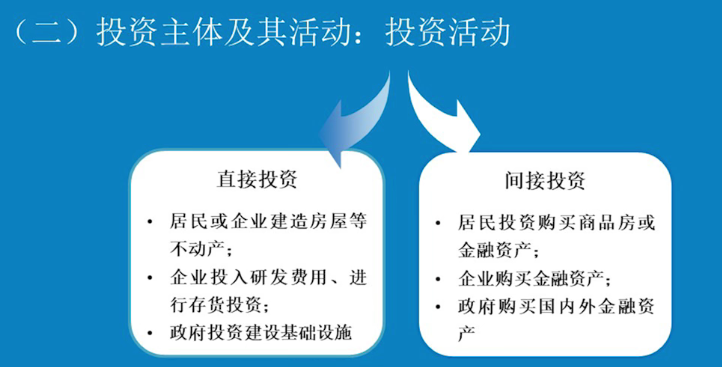 （二）投资主体及其活动：投资活动
直接投资
• 居民或企业建造房屋等
不动产；
• 企业投入研发费用、进
行存货投资；
• 政府投资建设基础设施
间接投资
• 居民投资购买商品房或
金融资产；
• 企业购买金融资产；
• 政府购买国内外金融资
产